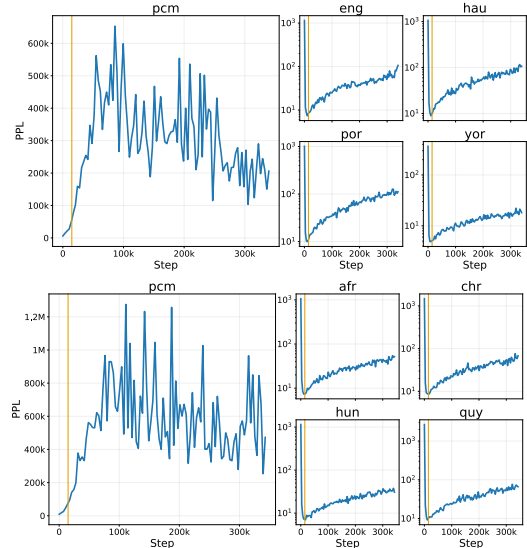 pcm
PPL
600k
500k
400k
300k
200k
100k
0
0
100k
200k
300k
Step
eng
10³
10²
10¹
hau
10³
10²
10¹
por
10²
10¹
0
100k
200k
300k
Step
yor
10²
10¹
0
100k
200k
300k
Step
pcm
PPL
1,2M
1M
800k
600k
400k
200k
0
0
100k
200k
300k
Step
afr
10³
10²
10¹
chr
10³
10²
10¹
hun
10³
10²
10¹
0
100k
200k
300k
Step
quy
10³
10²
10¹
0
100k
200k
300k
Step